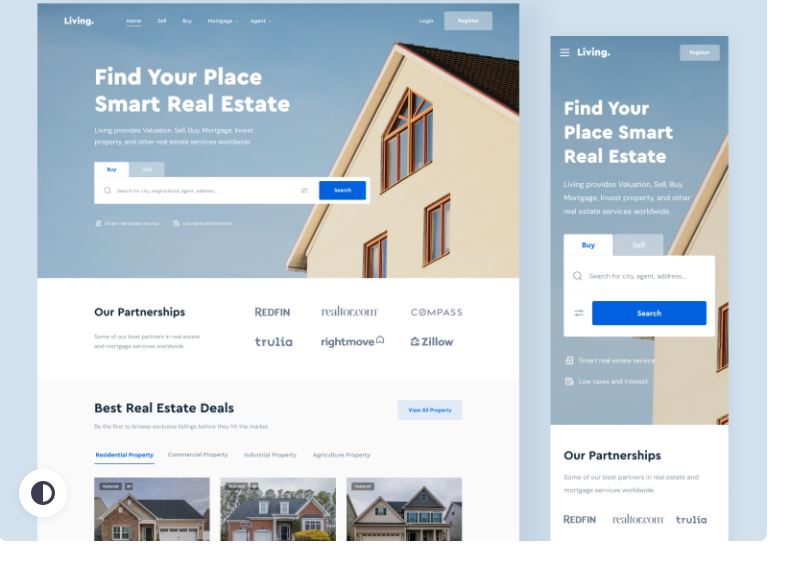 Living.
Home Sell Buy Mortgage Agent
Login Register
Find Your Place
Smart Real Estate
Living provides Valuation, Sell, Buy, Mortgage, Invest
property, and other real estate services worldwide.
Buy Sell
Search for city, neighorhood, agent, address...
Search
Smart real estate service Low taxes and interest
Our Partnerships
Some of our best partners in real estate
and mortgage services worldwide.
REDFIN realtor.com COMPASS
trulia rightmove Zillow
Best Real Estate Deals
Be the first to browse exclusive listings before they hit the market.
View All Property
Residential Property Commercial Property Industrial Property Agriculture Property
Featured
Featured
Featured
Living.
Register
Find Your
Place Smart
Real Estate
Living provides Valuation, Sell, Buy,
Mortgage, Invest property, and other
real estate services worldwide.
Buy Sell
Search for city, agent, address...
Search
Smart real estate service
Low taxes and interest
Our Partnerships
Some of our best partners in real estate and
mortgage services worldwide.
REDFIN realtor.com trulia